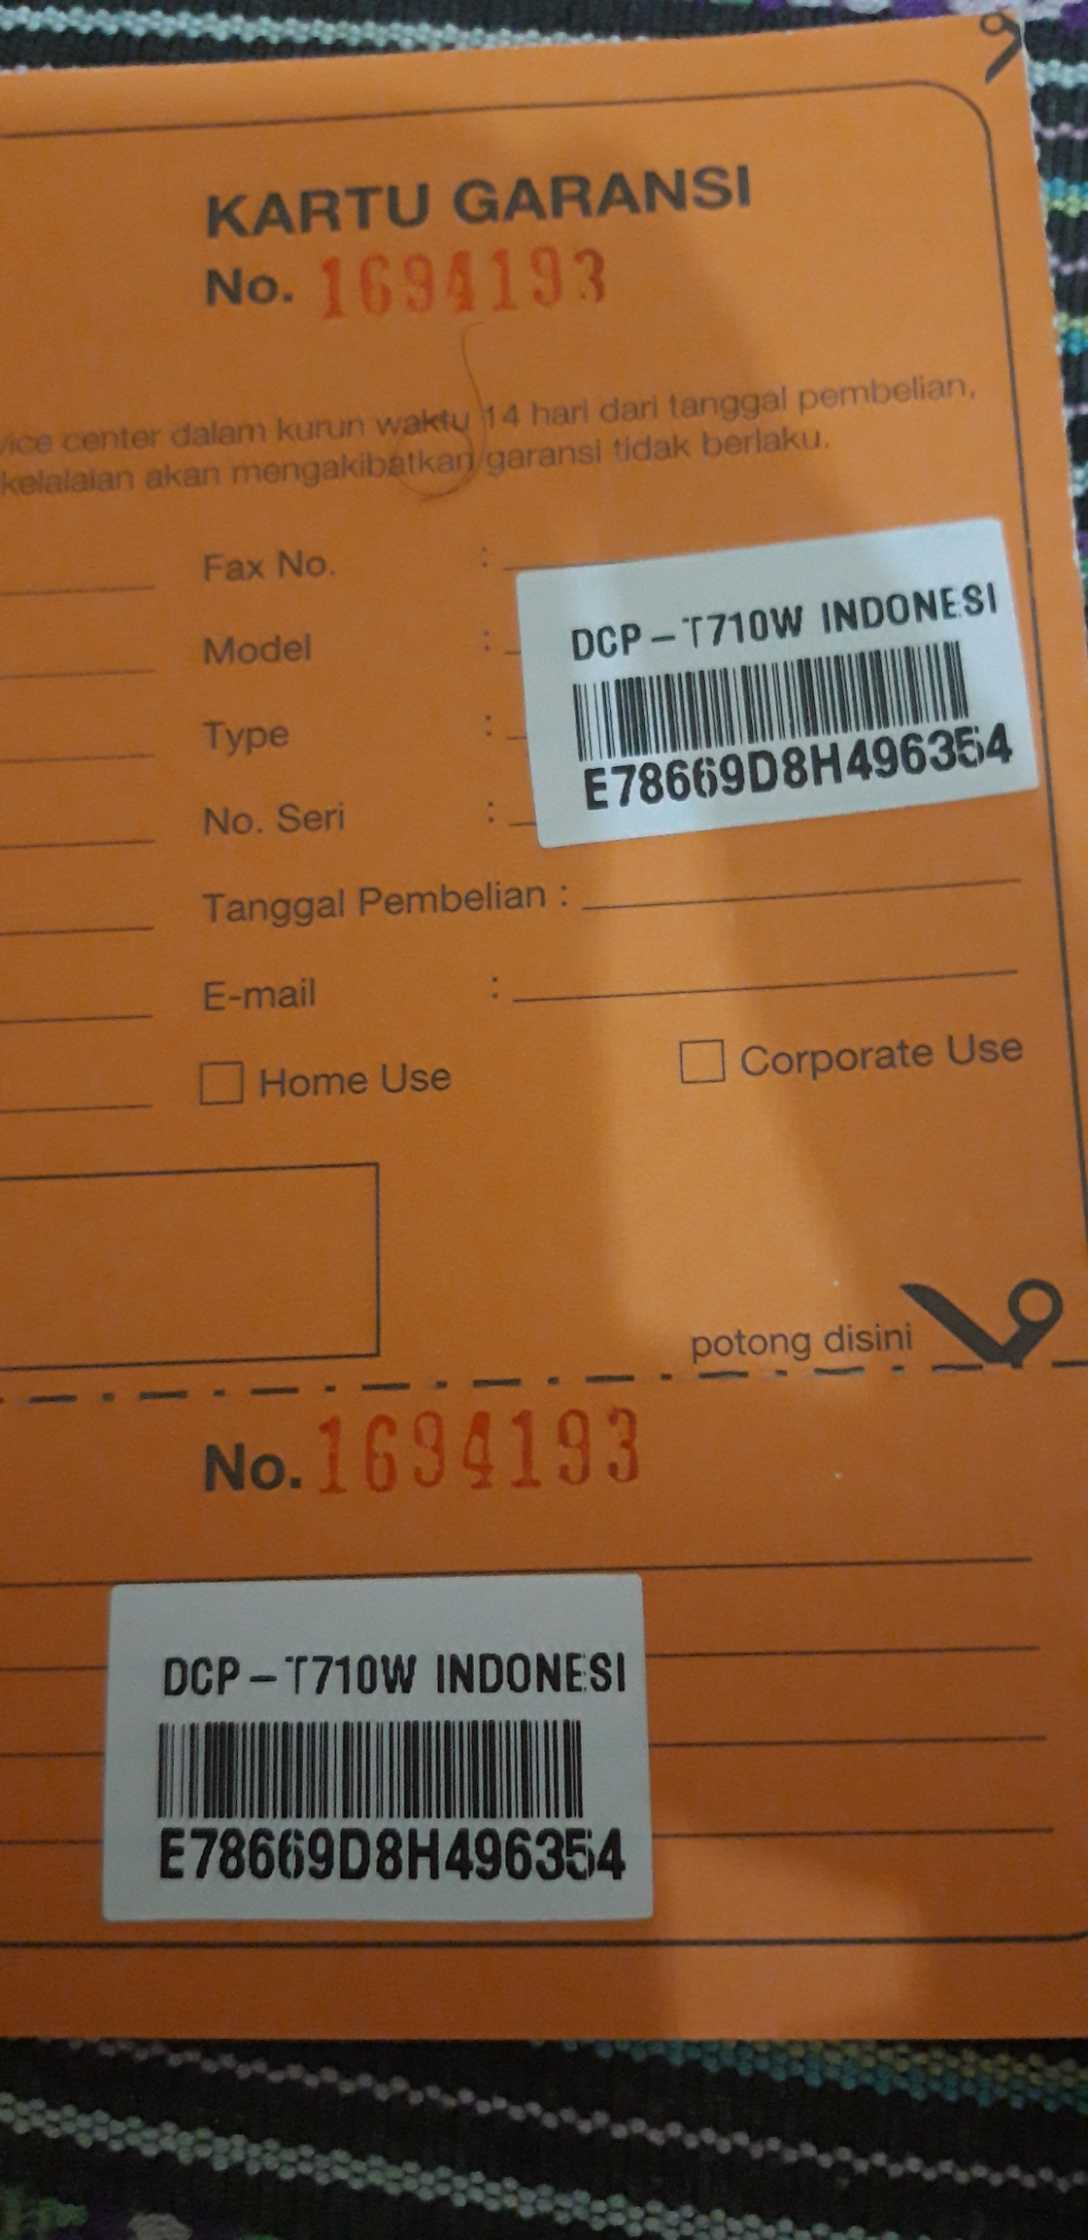 KARTU GARANSI
No. 1694193
vice center dalam kurun waktu 14 hari dari tanggal pembelian,
kelalaian akan mengakibatkan garansi tidak berlaku.
Fax No. :
Model :
Type :
No. Seri :
DCP-T710W INDONESI
E78669D8H496354
Tanggal Pembelian :
E-mail :
Home Use
Corporate Use
potong disini
No. 1694193
DCP-T710W INDONESI
E78669D8H496354